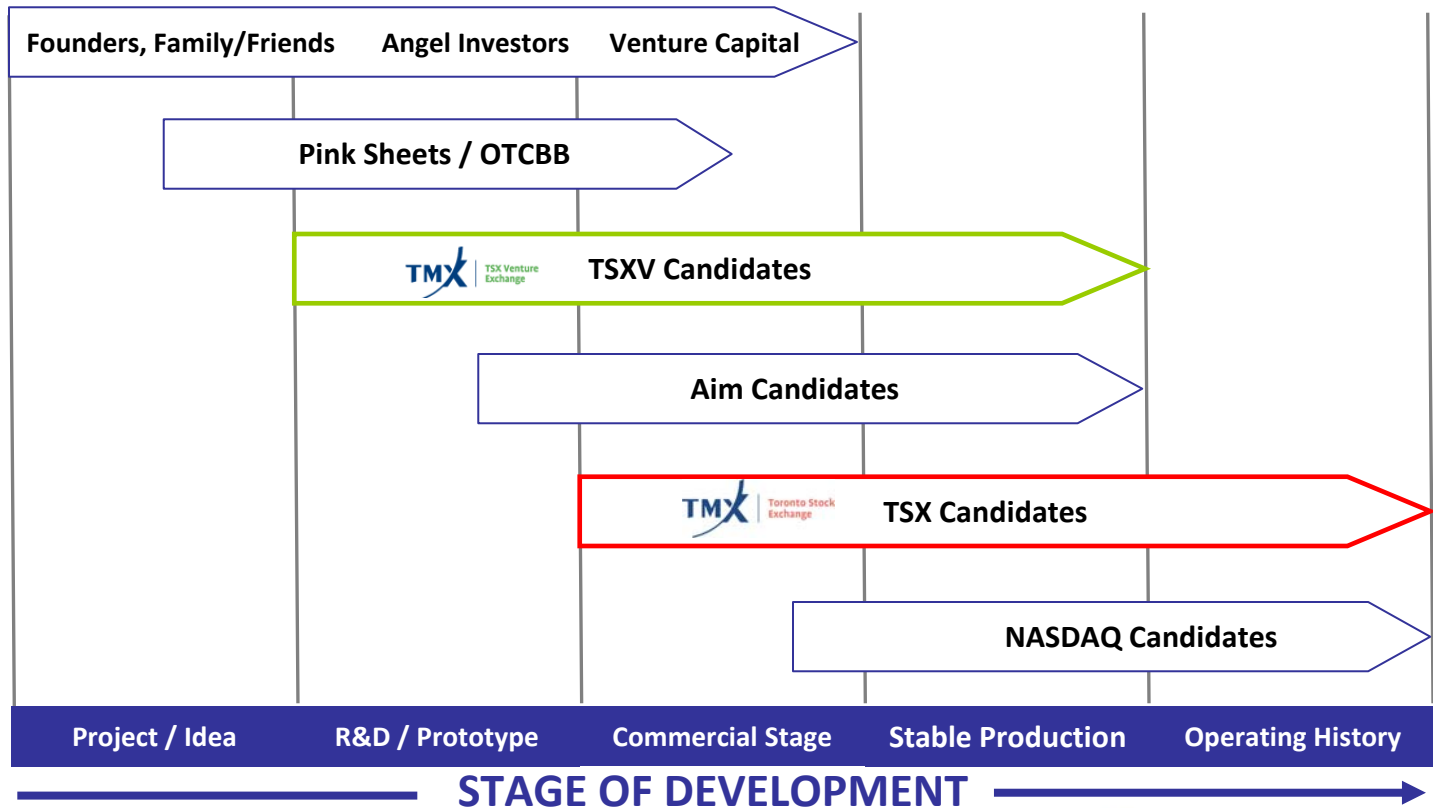 Founders, Family/Friends Angel Investors Venture Capital
Pink Sheets / OTCBB
TMX TSX Venture
Exchange
TSXV Candidates
Aim Candidates
TMX Toronto Stock
Exchange
TSX Candidates
NASDAQ Candidates
Project / Idea R&D / Prototype Commercial Stage Stable Production Operating History
STAGE OF DEVELOPMENT